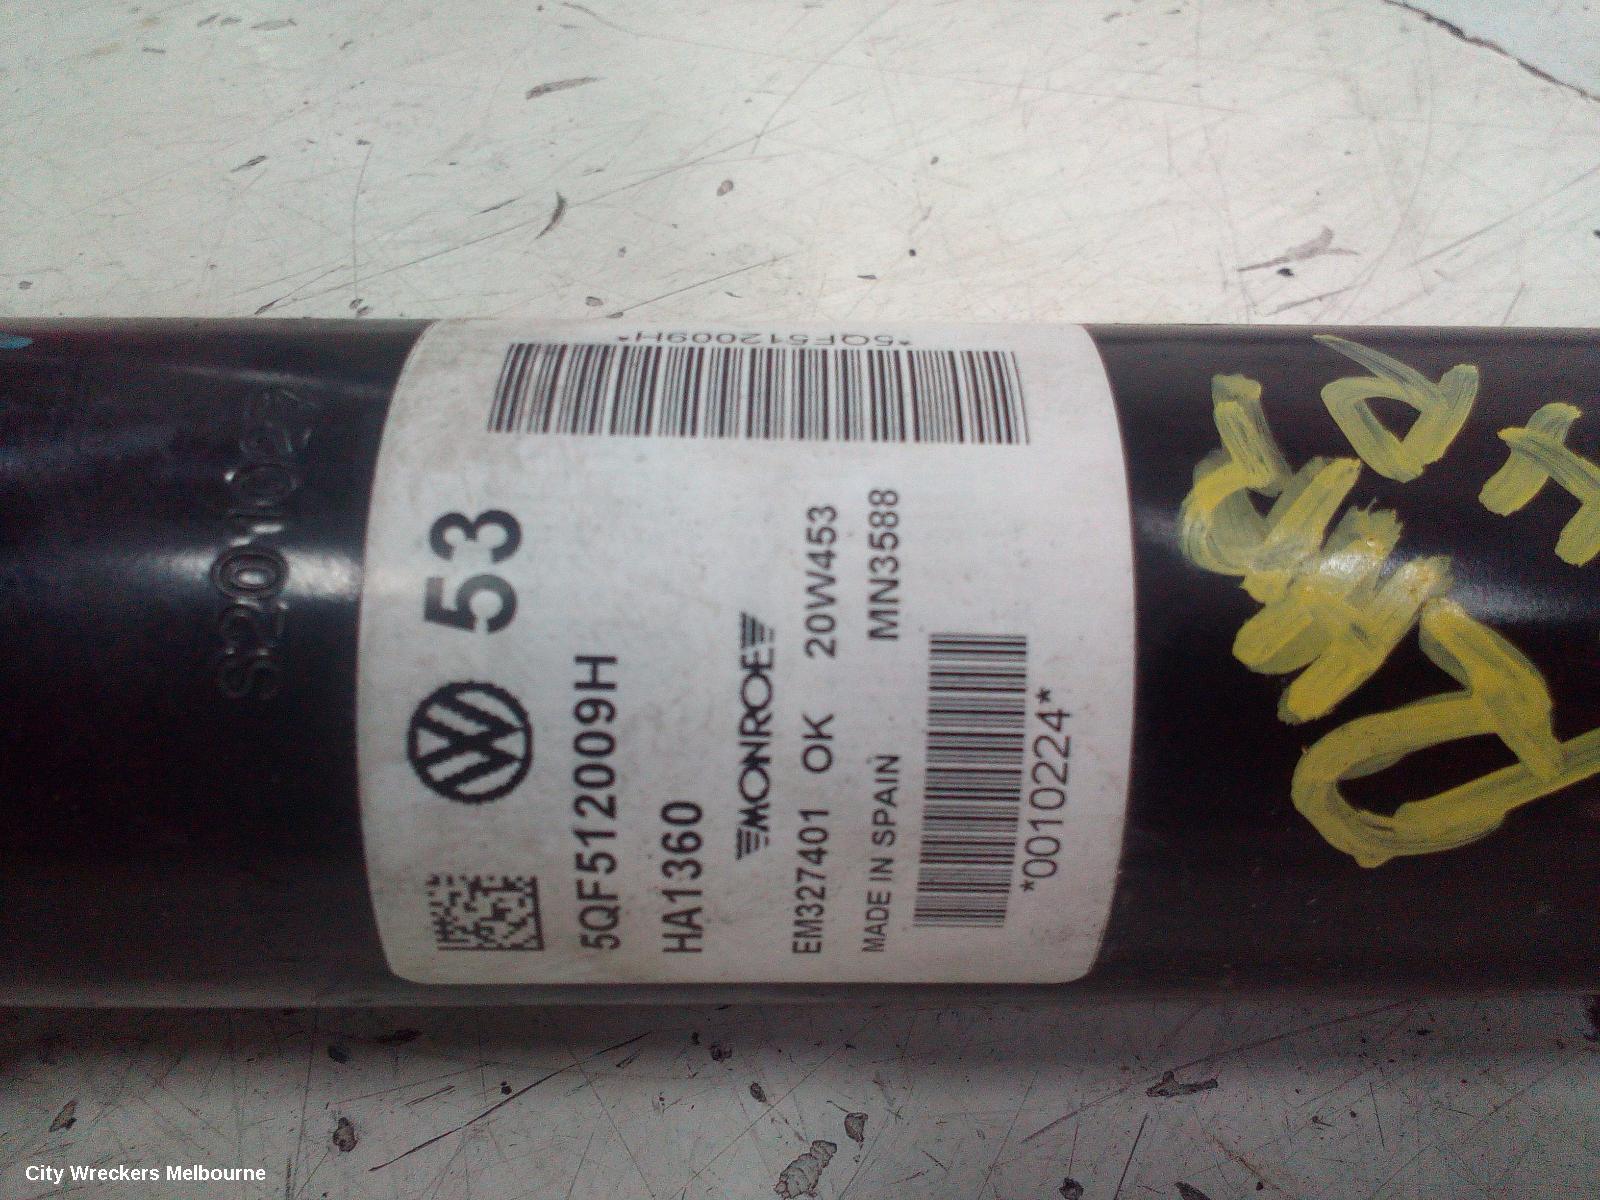 *5QF512009H*
53
5QF512009H
HA1360
MONROE
EM327401 OK 20W453
MADE IN SPAIN MN3588
*0010224*
City Wreckers Melbourne